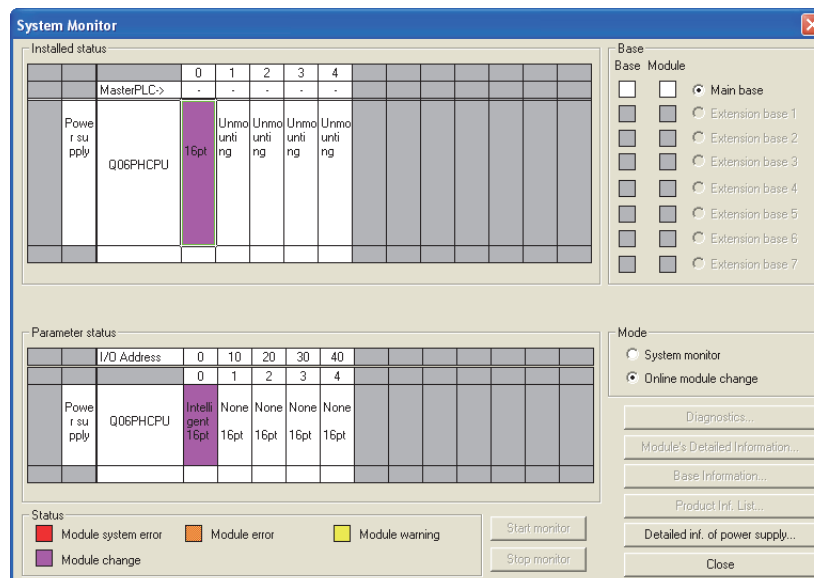 System Monitor
Installed status
0 1 2 3 4
MasterPLC-> - - - - -
Powe
r su
pply
Q06PHCPU
16pt
Unmo
unti
ng
Unmo
unti
ng
Unmo
unti
ng
Unmo
unti
ng
Base
Base Module
Main base
Extension base 1
Extension base 2
Extension base 3
Extension base 4
Extension base 5
Extension base 6
Extension base 7
Parameter status
I/O Address 0 10 20 30 40
0 1 2 3 4
Powe
r su
pply
Q06PHCPU
Intelli
gent
16pt
None
16pt
None
16pt
None
16pt
None
16pt
Mode
System monitor
Online module change
Diagnostics...
Module's Detailed Information...
Base Information...
Product Inf. List...
Detailed inf. of power supply...
Close
Status
Module system error
Module error
Module warning
Module change
Start monitor
Stop monitor